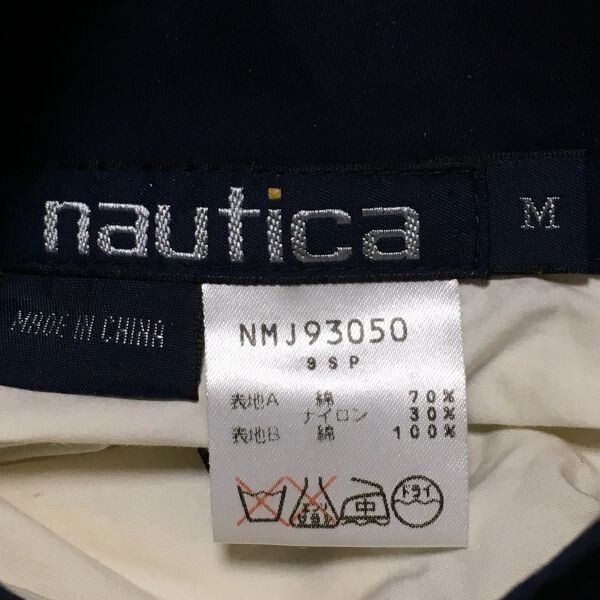 nautica
M
MADE IN CHINA
NMJ93050
9SP
表地A 綿 70%
ナイロン 30%
表地B 綿 100%
中 ドライ